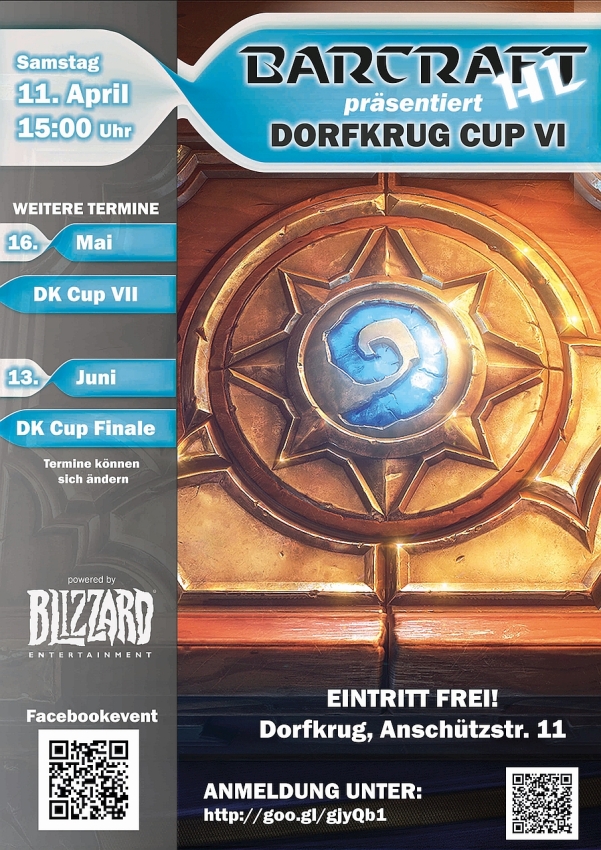 Samstag
11. April
15:00 Uhr
BARCRAFT
HL
präsentiert
DORFKRUG CUP VI
WEITERE TERMINE
16. Mai
DK Cup VII
13. Juni
DK Cup Finale
Termine können
sich ändern
powered by
BLIZZARD
ENTERTAINMENT
Facebookevent
EINTRITT FREI!
Dorfkrug, Anschützstr. 11
ANMELDUNG UNTER:
http://goo.gl/gjyQb1